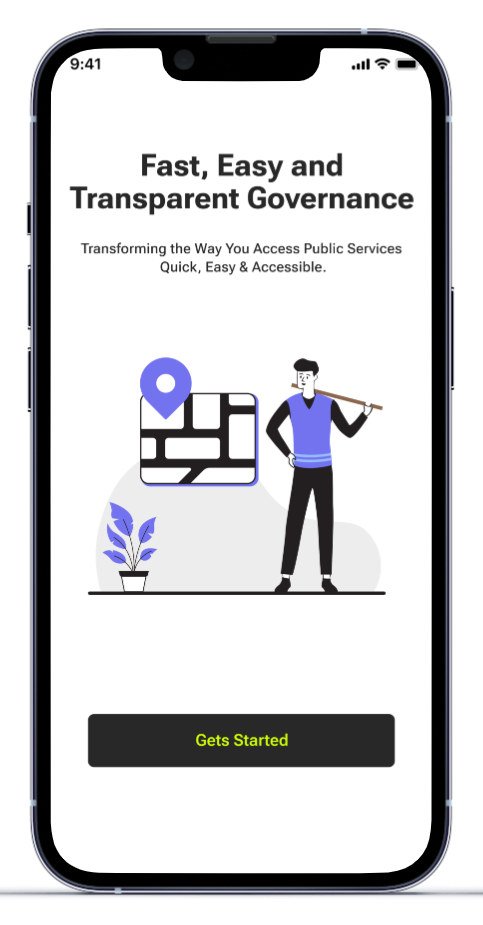 9:41
Fast, Easy and
Transparent Governance
Transforming the Way You Access Public Services
Quick, Easy & Accessible.
Gets Started